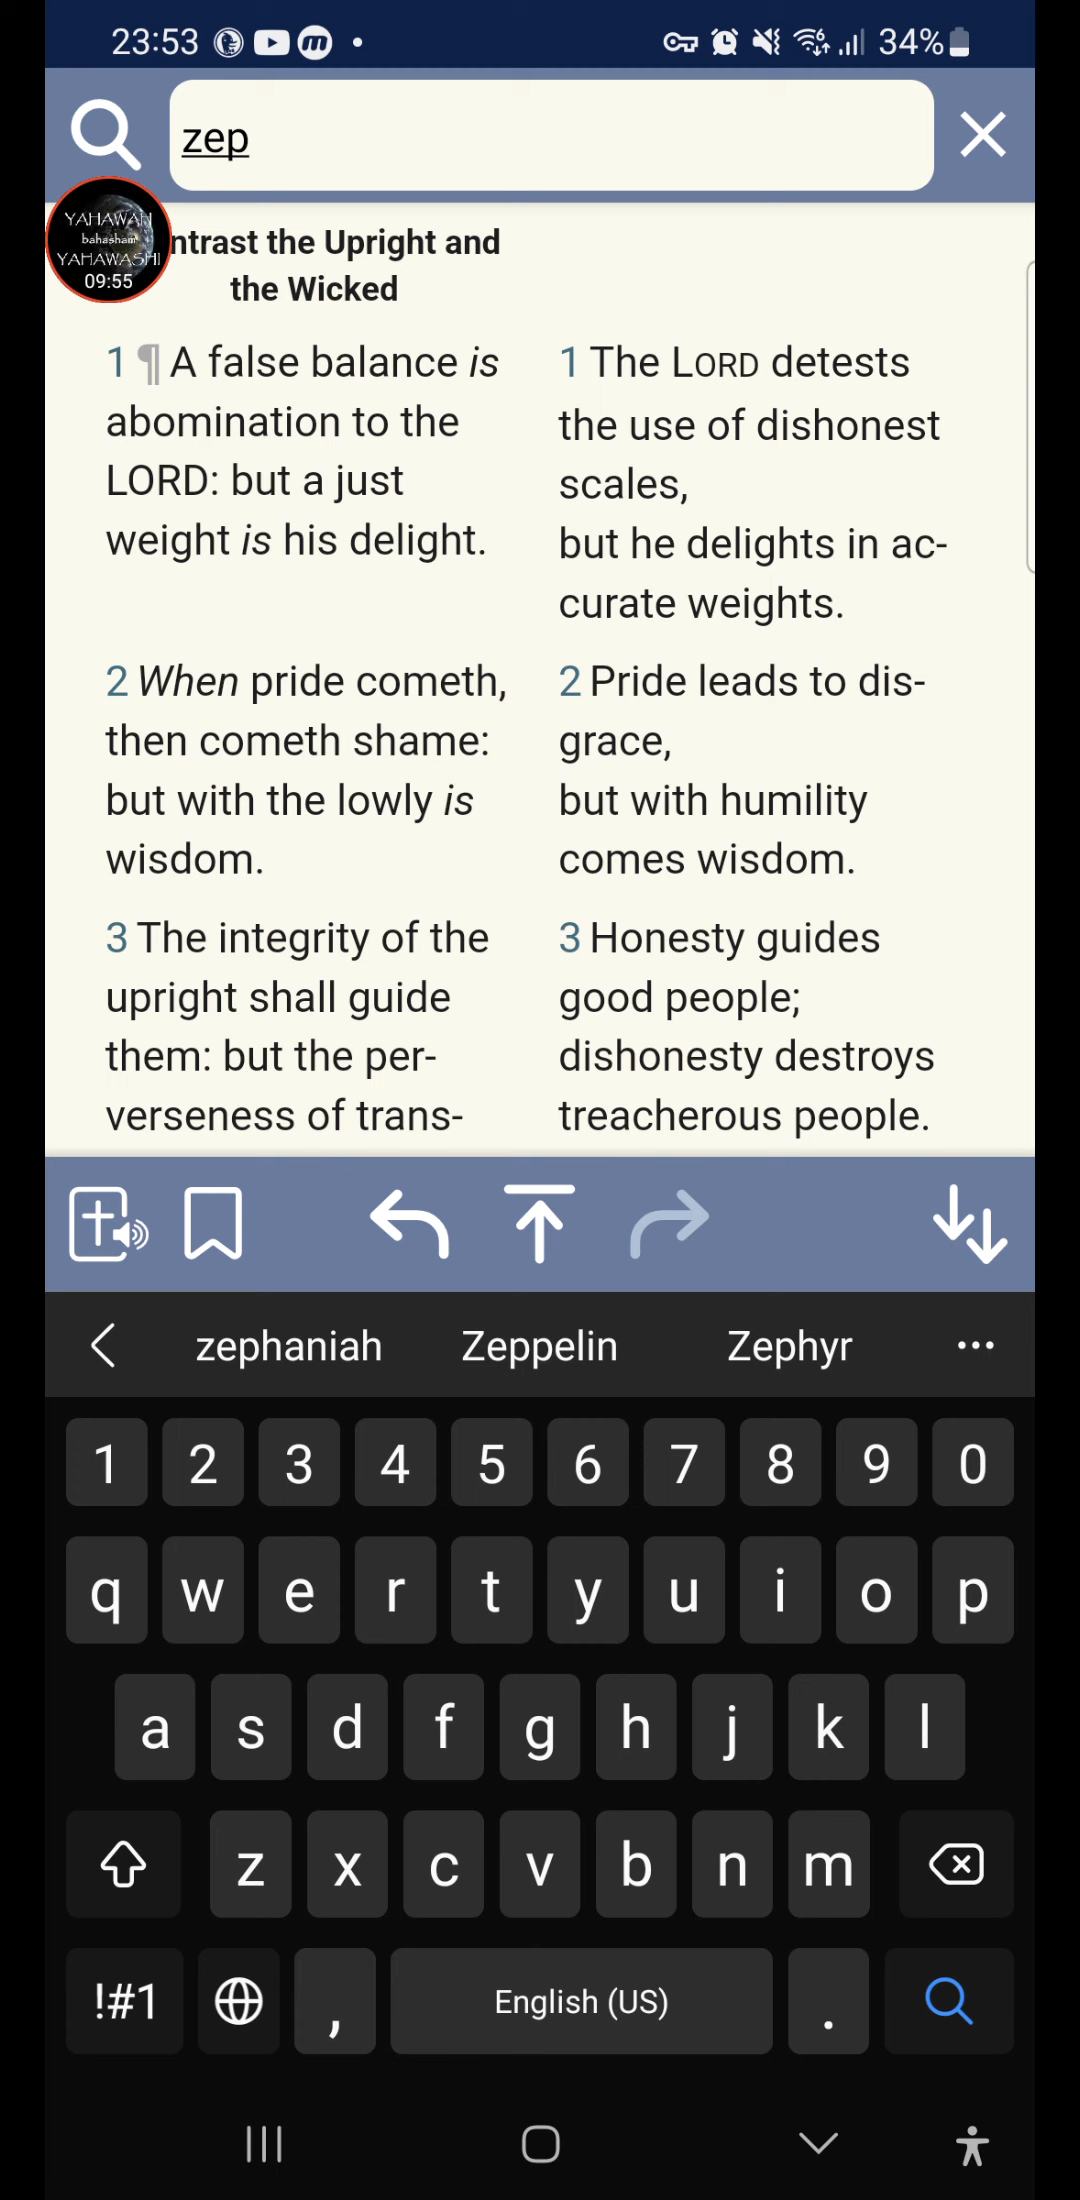 23:53
6
34%
zep
YAHAWAH
bahasham
YAHAWASHI
09:55
ntrast the Upright and
the Wicked
1 ¶ A false balance is
abomination to the
LORD: but a just
weight is his delight.
2 When pride cometh,
then cometh shame:
but with the lowly is
wisdom.
3 The integrity of the
upright shall guide
them: but the per-
verseness of trans-
1 The LORD detests
the use of dishonest
scales,
but he delights in ac-
curate weights.
2 Pride leads to dis-
grace,
but with humility
comes wisdom.
3 Honesty guides
good people;
dishonesty destroys
treacherous people.
zephaniah Zeppelin Zephyr ...
1 2 3 4 5 6 7 8 9 0
q w e r t y u i o p
a s d f g h j k l
z x c v b n m
!#1 , English (US) .